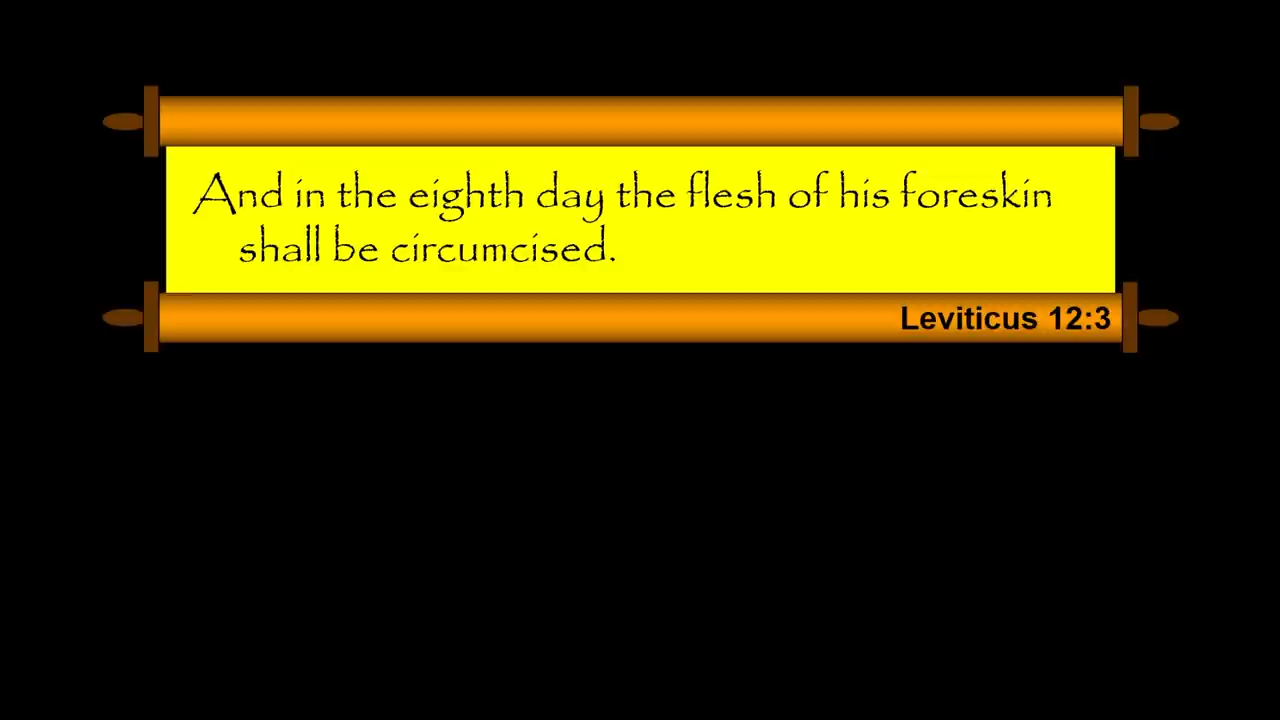 And in the eighth day the flesh of his foreskin
shall be circumcised.
Leviticus 12:3